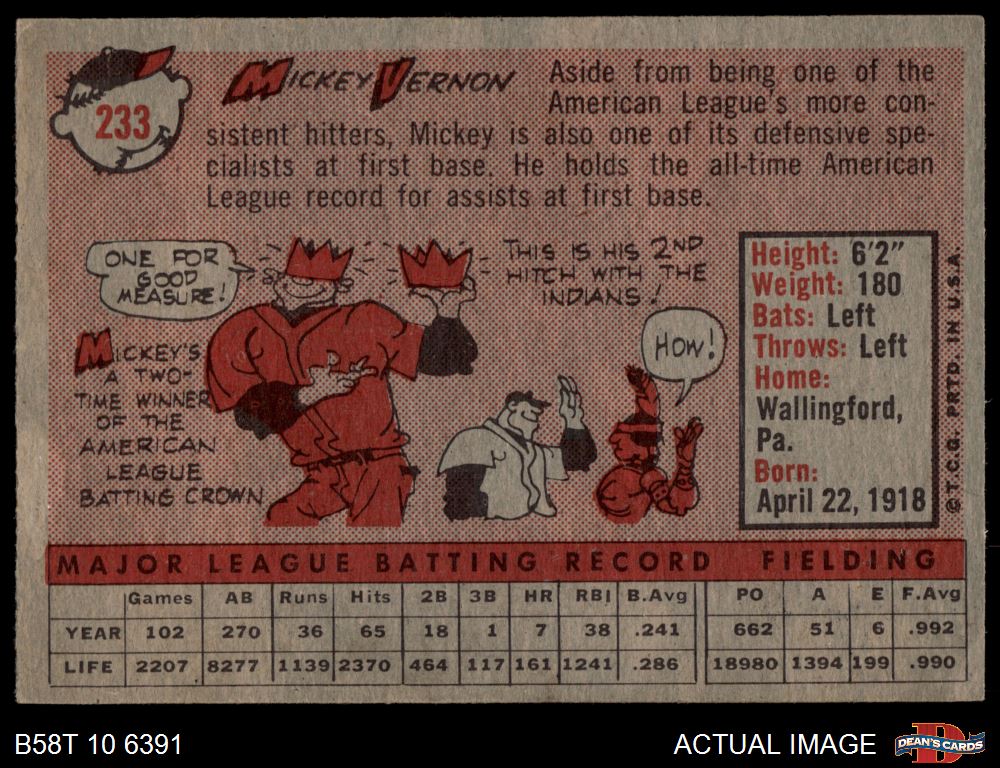 233
MICKEY VERNON
Aside from being one of the
American League's more con-
sistent hitters, Mickey is also one of its defensive spe-
cialists at first base. He holds the all-time American
League record for assists at first base.
ONE FOR
GOOD
MEASURE!
THIS IS HIS 2ND
HITCH WITH THE
INDIANS!
HOW!
MICKEY'S
A TWO-
TIME WINNER
OF THE
AMERICAN
LEAGUE
BATTING CROWN
Height: 6'2"
Weight: 180
Bats: Left
Throws: Left
Home:
Wallingford,
Pa.
Born:
April 22, 1918
©T.C.G. PRTD. IN U.S.A.
MAJOR LEAGUE BATTING RECORD FIELDING
Games AB Runs Hits 2B 3B HR RBI B.Avg PO A E F.Avg
YEAR 102 270 36 65 18 1 7 38 .241 662 51 6 .992
LIFE 2207 8277 1139 2370 464 117 161 1241 .286 18980 1394 199 .990
B58T 10 6391
ACTUAL IMAGE
D
DEAN'S CARDS